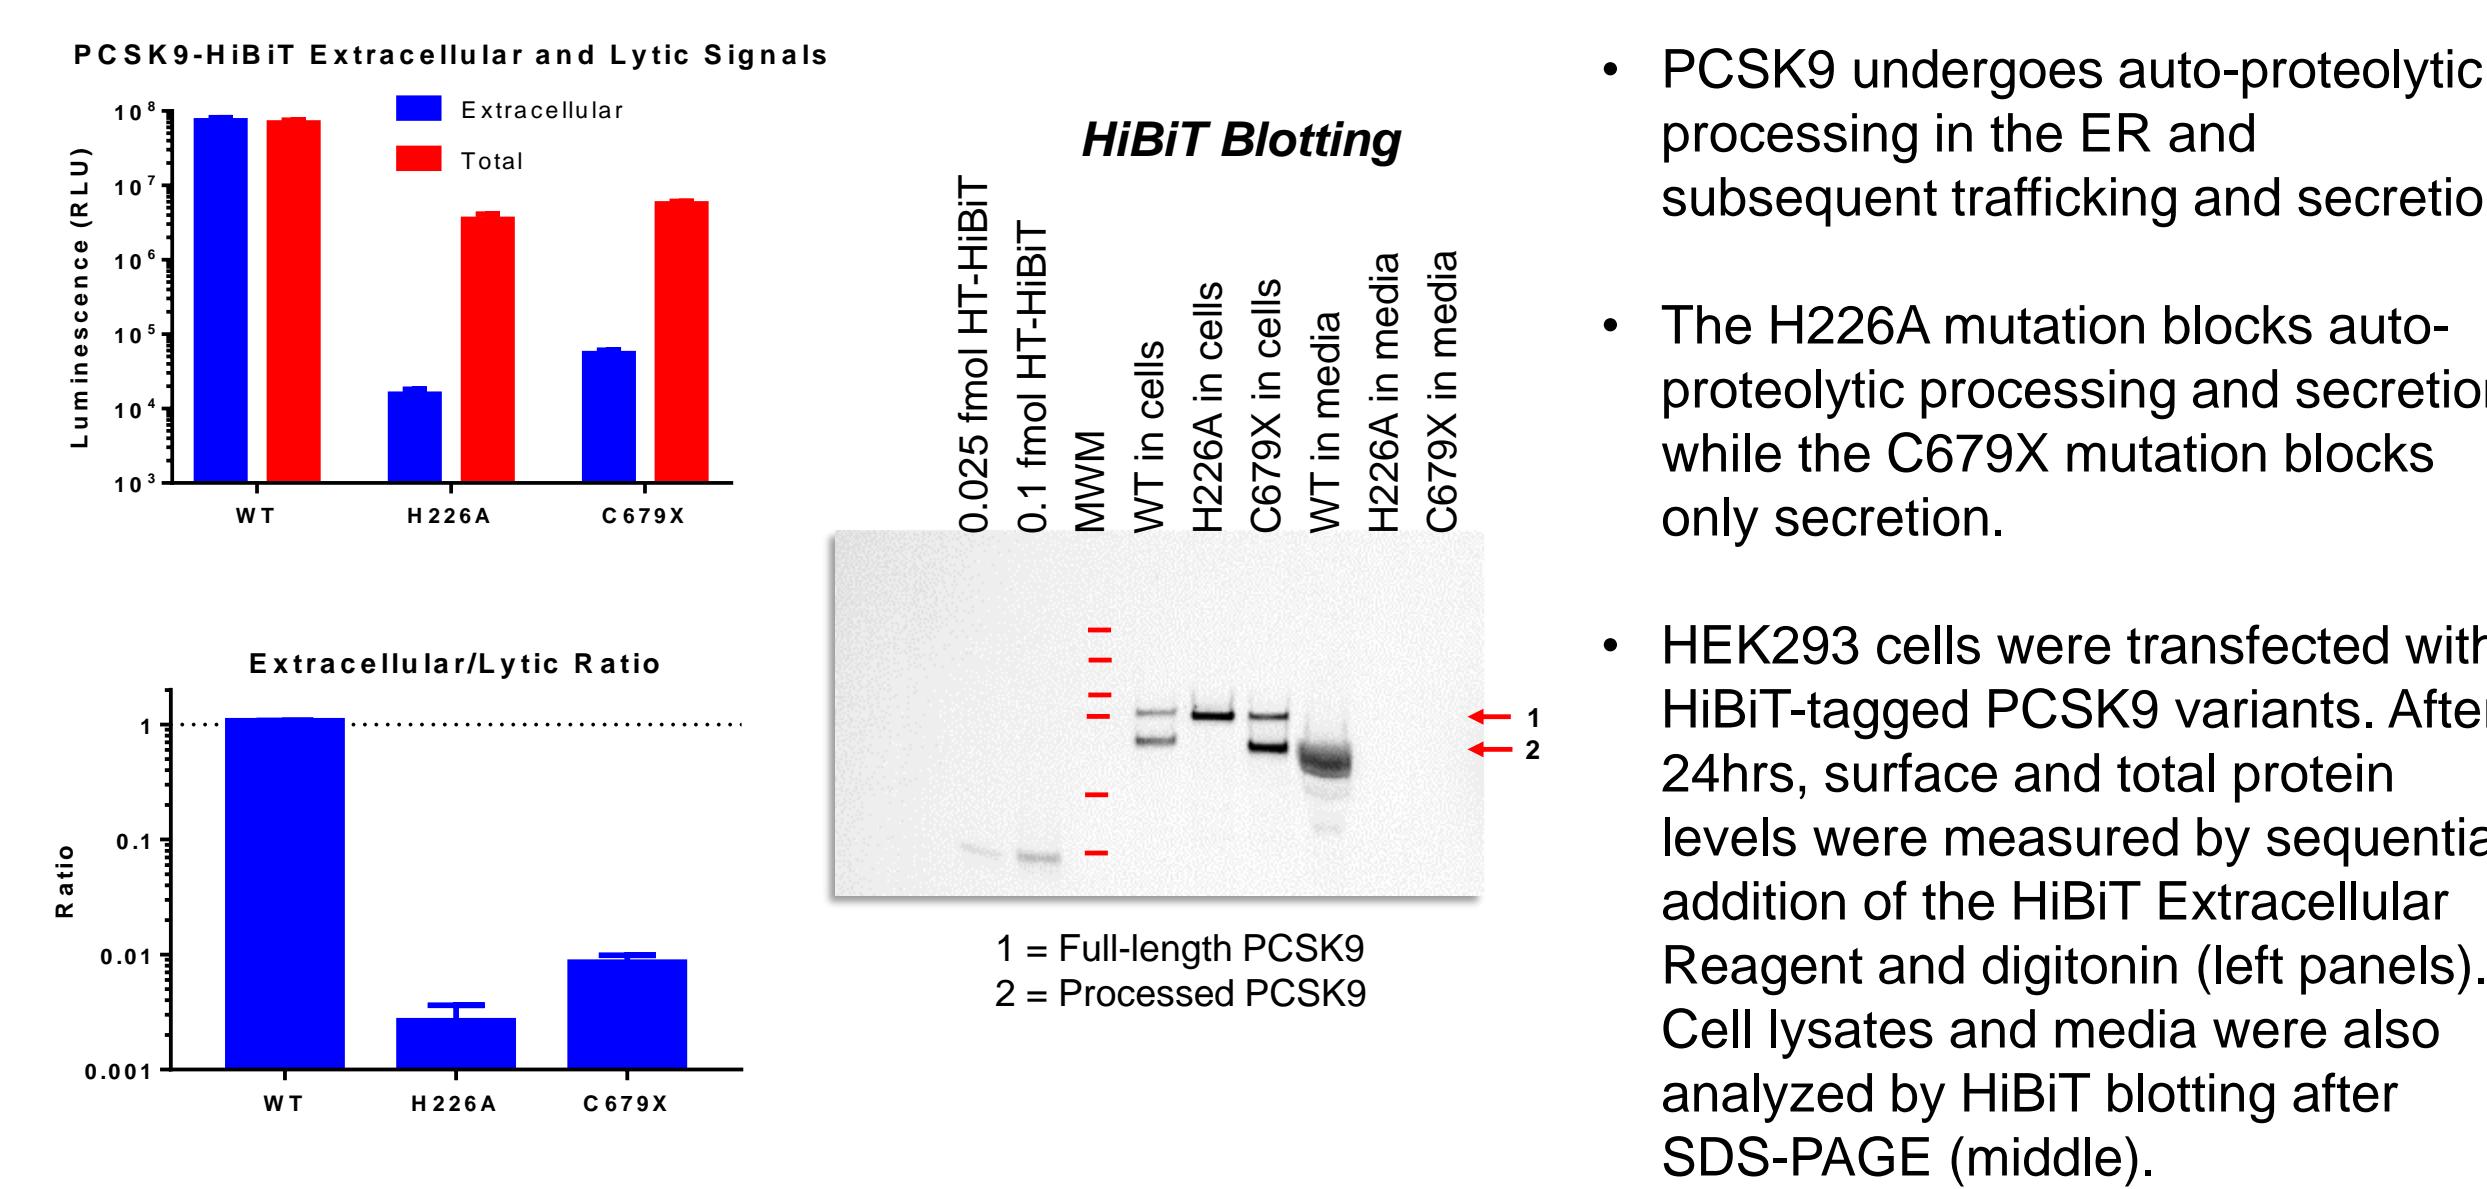 PCSK9-HiBiT Extracellular and Lytic Signals
Extracellular
Total
Luminescence (RLU)
10⁸
10⁷
10⁶
10⁵
10⁴
10³
WT
H226A
C679X
Extracellular/Lytic Ratio
Ratio
1
0.1
0.01
0.001
WT
H226A
C679X
HiBiT Blotting
0.025 fmol HT-HiBiT
0.1 fmol HT-HiBiT
MWM
WT in cells
H226A in cells
C679X in cells
WT in media
H226A in media
C679X in media
1
2
1 = Full-length PCSK9
2 = Processed PCSK9
• PCSK9 undergoes auto-proteolytic
processing in the ER and
subsequent trafficking and secretio
• The H226A mutation blocks auto-
proteolytic processing and secretion
while the C679X mutation blocks
only secretion.
• HEK293 cells were transfected with
HiBiT-tagged PCSK9 variants. After
24hrs, surface and total protein
levels were measured by sequentia
addition of the HiBiT Extracellular
Reagent and digitonin (left panels).
Cell lysates and media were also
analyzed by HiBiT blotting after
SDS-PAGE (middle).